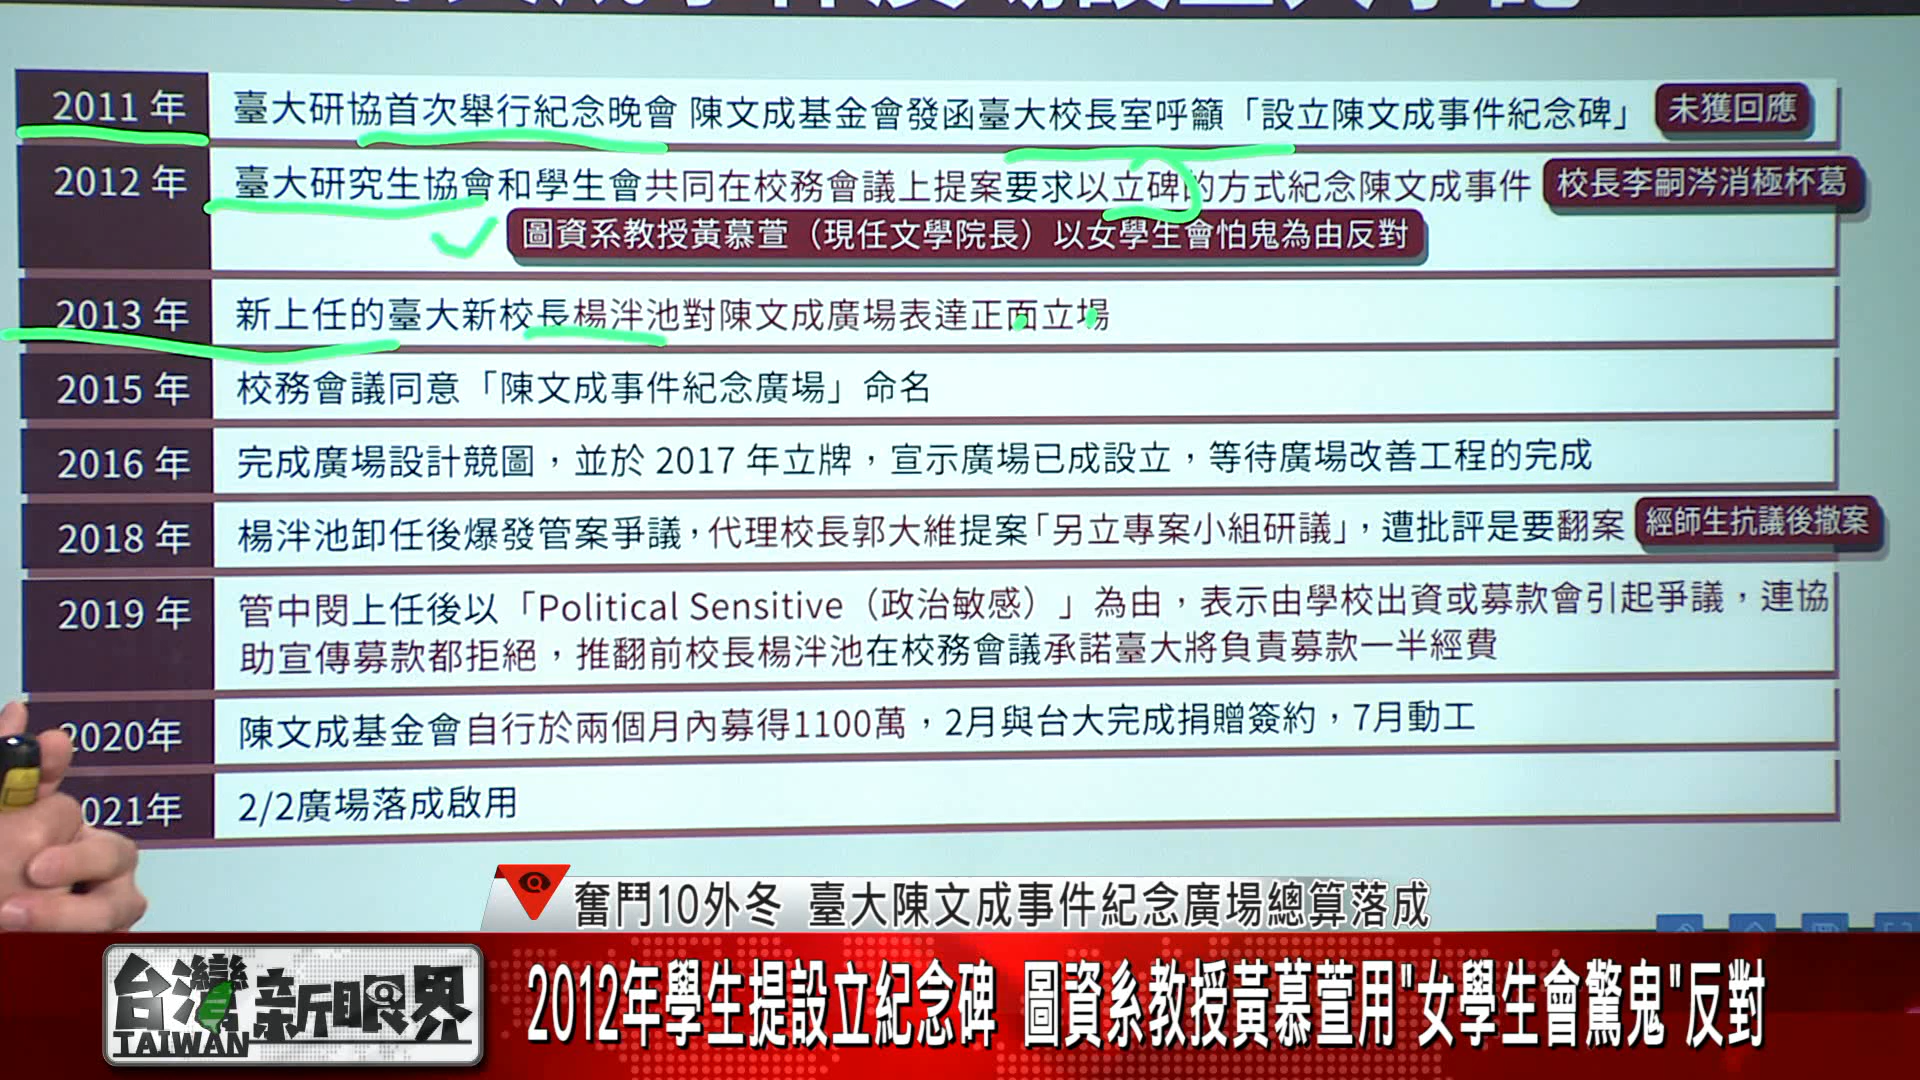 2011 年
臺大研協首次舉行紀念晚會 陳文成基金會發函臺大校長室呼籲「設立陳文成事件紀念碑」 未獲回應
2012 年
臺大研究生協會和學生會共同在校務會議上提案要求以立碑的方式紀念陳文成事件 校長李嗣涔消極杯葛
圖資系教授黃慕萱（現任文學院長）以女學生會怕鬼為由反對
2013 年
新上任的臺大新校長楊泮池對陳文成廣場表達正面立場
2015 年
校務會議同意「陳文成事件紀念廣場」命名
2016 年
完成廣場設計競圖，並於 2017 年立牌，宣示廣場已成設立，等待廣場改善工程的完成
2018 年
楊泮池卸任後爆發管案爭議，代理校長郭大維提案「另立專案小組研議」，遭批評是要翻案 經師生抗議後撤案
2019 年
管中閔上任後以「Political Sensitive（政治敏感）」為由，表示由學校出資或募款會引起爭議，連協
助宣傳募款都拒絕，推翻前校長楊泮池在校務會議承諾臺大將負責募款一半經費
2020年
陳文成基金會自行於兩個月內募得1100萬，2月與台大完成捐贈簽約，7月動工
021年
2/2廣場落成啟用
奮鬥10外冬 臺大陳文成事件紀念廣場總算落成
台灣新眼界
TAIWAN
2012年學生提設立紀念碑 圖資系教授黃慕萱用"女學生會驚鬼"反對